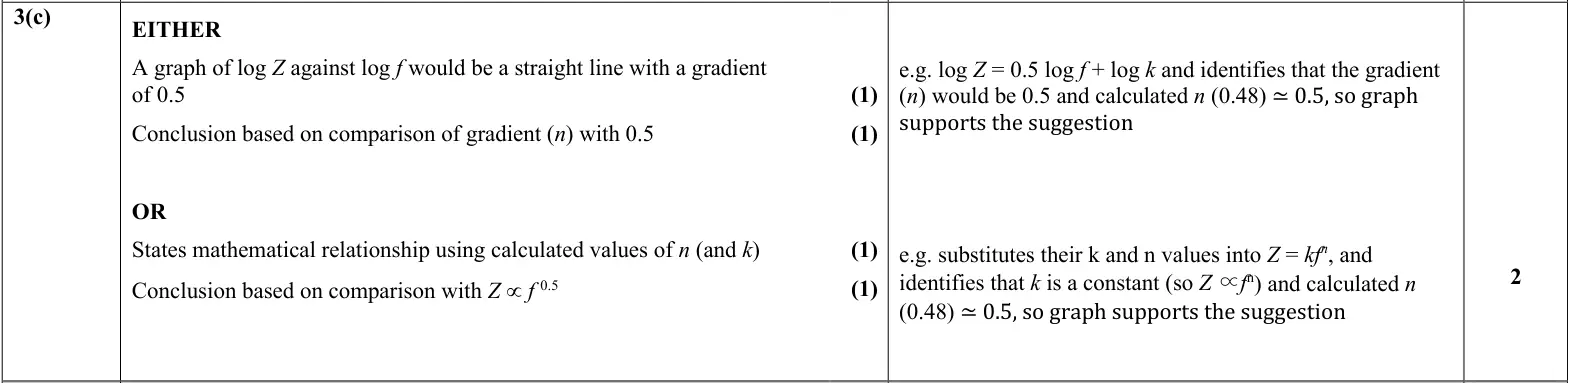 3(c)
EITHER
A graph of log Z against log f would be a straight line with a gradient
of 0.5 (1)
Conclusion based on comparison of gradient (n) with 0.5 (1)
OR
States mathematical relationship using calculated values of n (and k) (1)
Conclusion based on comparison with Z ∝ f 0.5 (1)
e.g. log Z = 0.5 log f + log k and identifies that the gradient
(n) would be 0.5 and calculated n (0.48) ≃ 0.5, so graph
supports the suggestion
e.g. substitutes their k and n values into Z = kfⁿ, and
identifies that k is a constant (so Z ∝fⁿ) and calculated n
(0.48) ≃ 0.5, so graph supports the suggestion
2